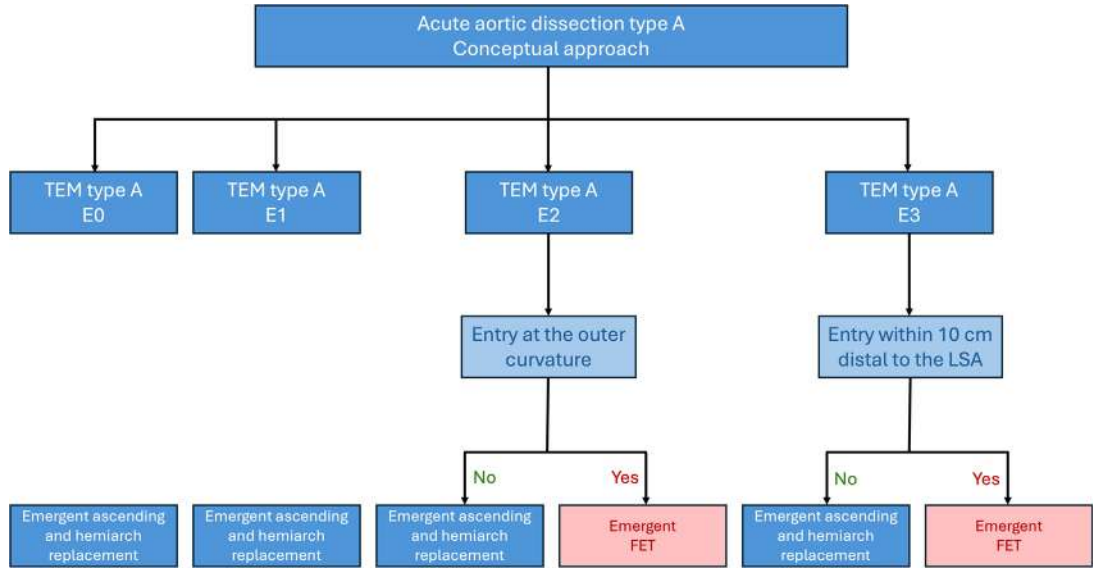 Acute aortic dissection type A
Conceptual approach
TEM type A
E0
TEM type A
E1
TEM type A
E2
TEM type A
E3
Entry at the outer
curvature
Entry within 10 cm
distal to the LSA
No
Yes
No
Yes
Emergent ascending
and hemiarch
replacement
Emergent ascending
and hemiarch
replacement
Emergent ascending
and hemiarch
replacement
Emergent
FET
Emergent ascending
and hemiarch
replacement
Emergent
FET